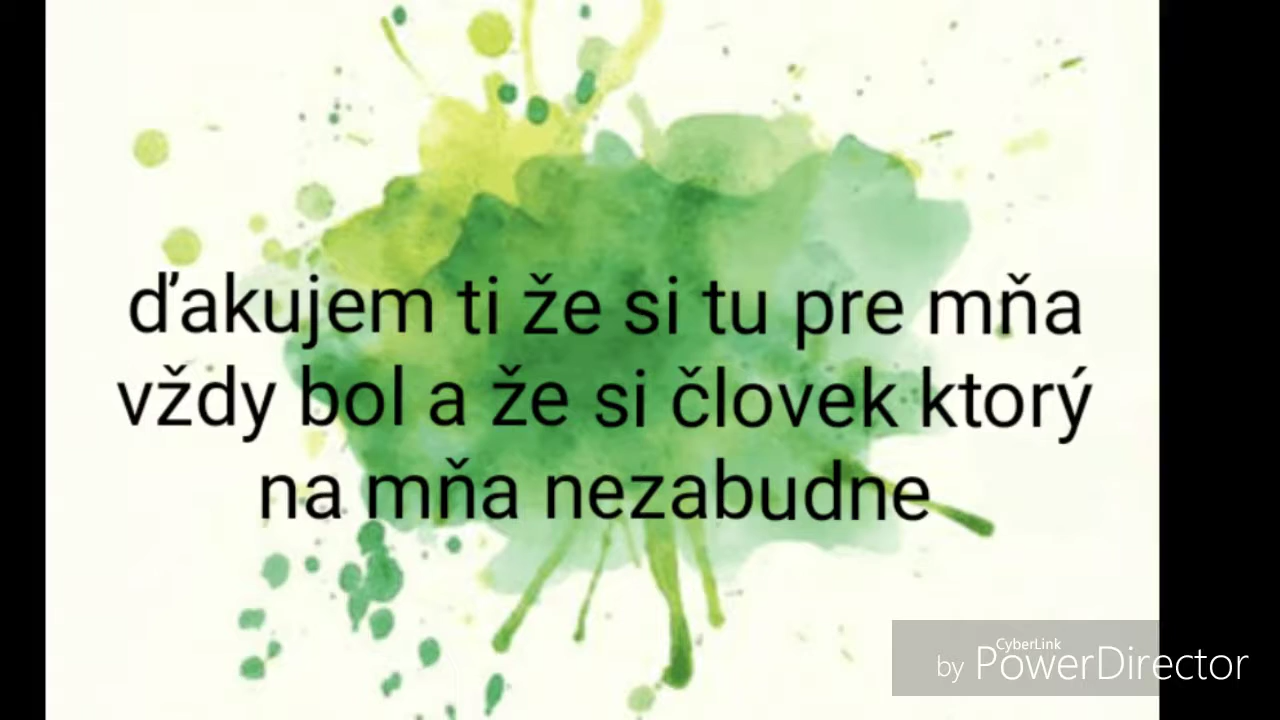 ďakujem ti že si tu pre mňa
vždy bol a že si človek ktorý
na mňa nezabudne
CyberLink
by PowerDirector